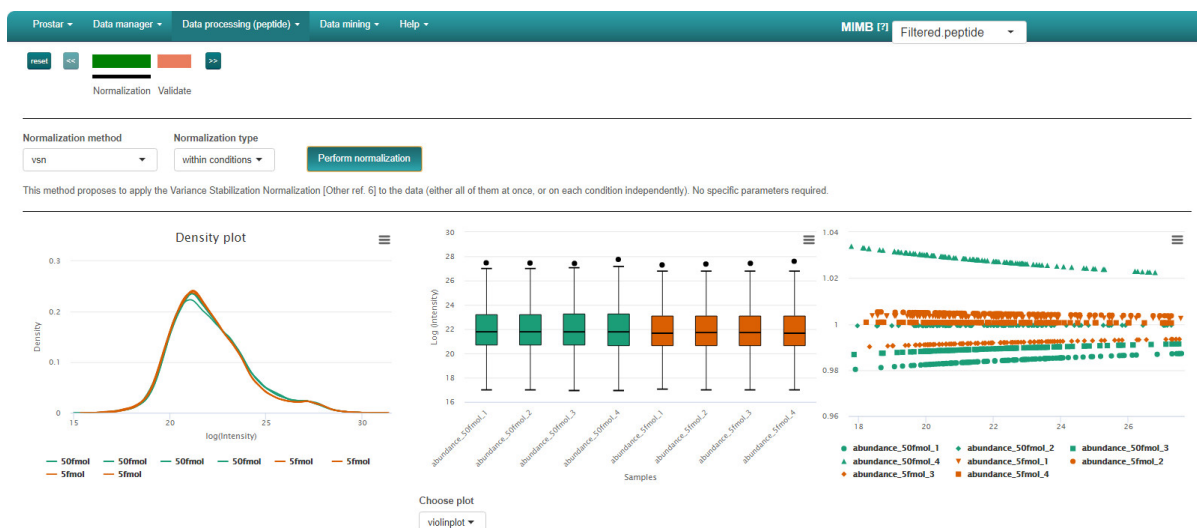 Prostar Data manager Data processing (peptide) Data mining Help MIMB [?] Filtered.peptide
reset << >>
Normalization Validate
Normalization method Normalization type
vsn within conditions Perform normalization
This method proposes to apply the Variance Stabilization Normalization [Other ref. 6] to the data (either all of them at once, or on each condition independently). No specific parameters required.
Density plot
0.3
0.2
0.1
0
Density
15 20 25 30
log(Intensity)
50fmol 50fmol 50fmol 50fmol 5fmol 5fmol
5fmol 5fmol
30
28
26
24
22
20
18
16
Log (intensity)
abundance_50fmol_1
abundance_50fmol_2
abundance_50fmol_3
abundance_50fmol_4
abundance_5fmol_1
abundance_5fmol_2
abundance_5fmol_3
abundance_5fmol_4
Samples
Choose plot
violinplot
1.04
1.02
1
0.98
0.96
18 20 22 24 26
abundance_50fmol_1 abundance_50fmol_2 abundance_50fmol_3
abundance_50fmol_4 abundance_5fmol_1 abundance_5fmol_2
abundance_5fmol_3 abundance_5fmol_4